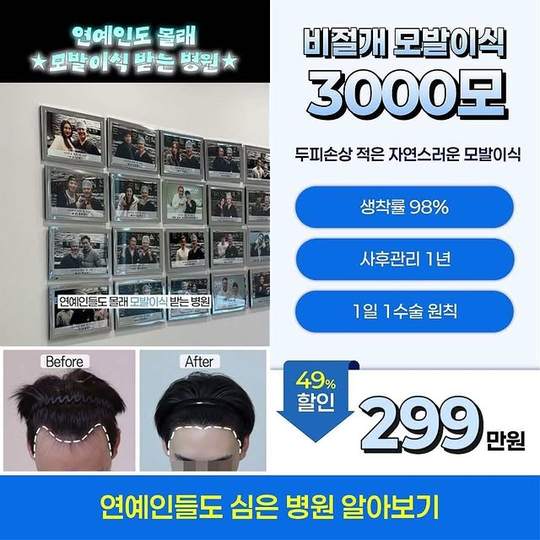 연예인도 몰래
★모발이식 받는 병원★
연예인들도 몰래 모발이식 받는 병원
Before
After
비절개 모발이식
3000모
두피손상 적은 자연스러운 모발이식
생착률 98%
사후관리 1년
1일 1수술 원칙
49%
할인
299만원
연예인들도 심은 병원 알아보기